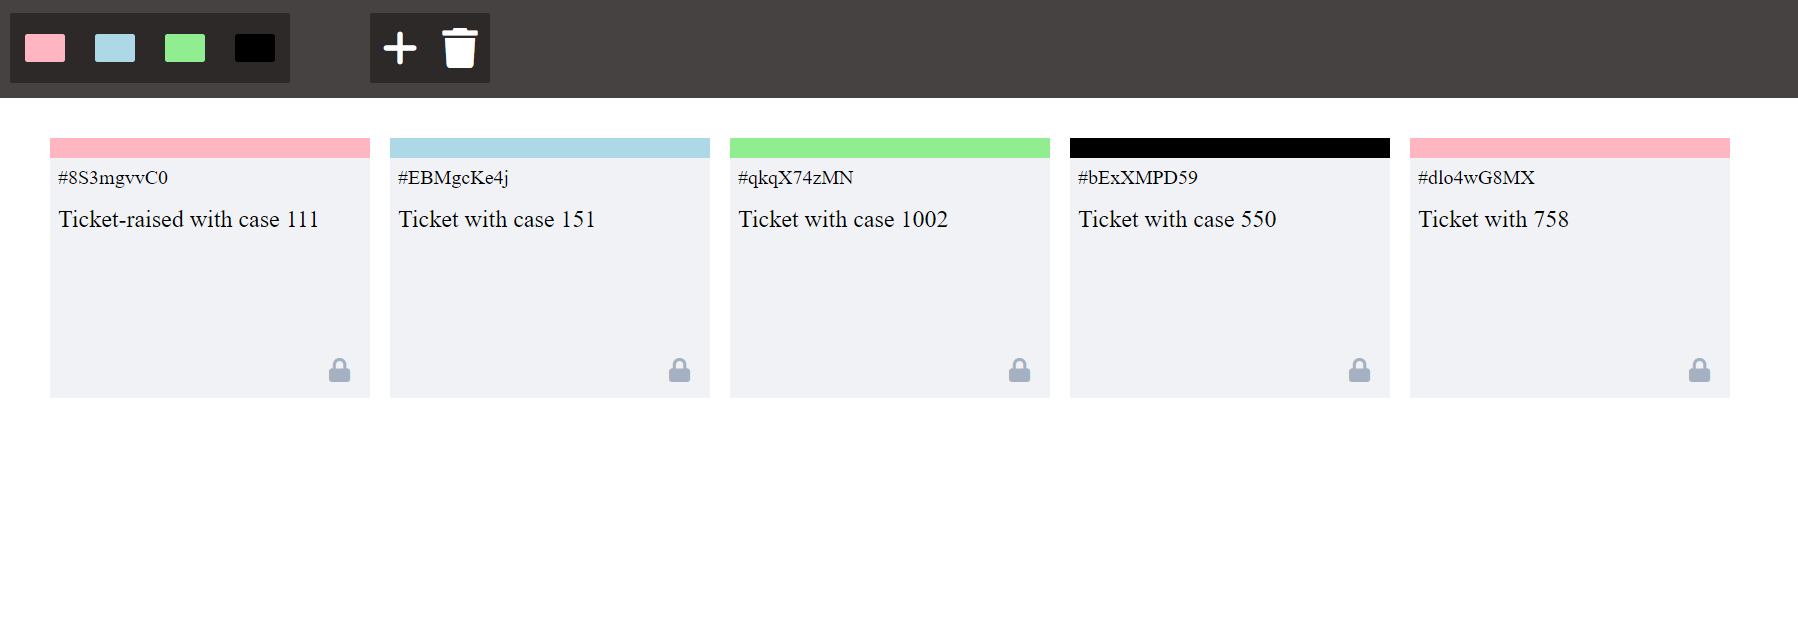 #8S3mgvvC0
Ticket-raised with case 111
#EBMgcKe4j
Ticket with case 151
#qkqX74zMN
Ticket with case 1002
#bExXMPD59
Ticket with case 550
#dlo4wG8MX
Ticket with 758